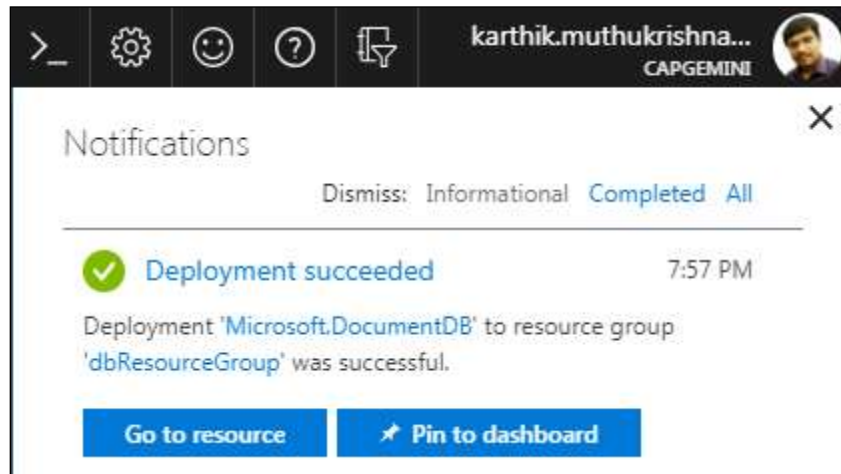 karthik.muthukrishna...
CAPGEMINI
Notifications
Dismiss: Informational Completed All
Deployment succeeded 7:57 PM
Deployment 'Microsoft.DocumentDB' to resource group
'dbResourceGroup' was successful.
Go to resource Pin to dashboard